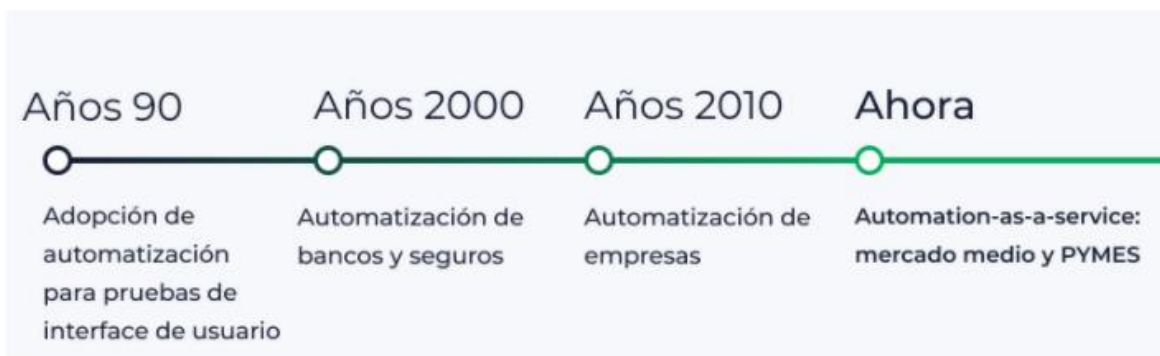 Años 90
Años 2000
Años 2010
Ahora
Adopción de
automatización
para pruebas de
interface de usuario
Automatización de
bancos y seguros
Automatización de
empresas
Automation-as-a-service:
mercado medio y PYMES